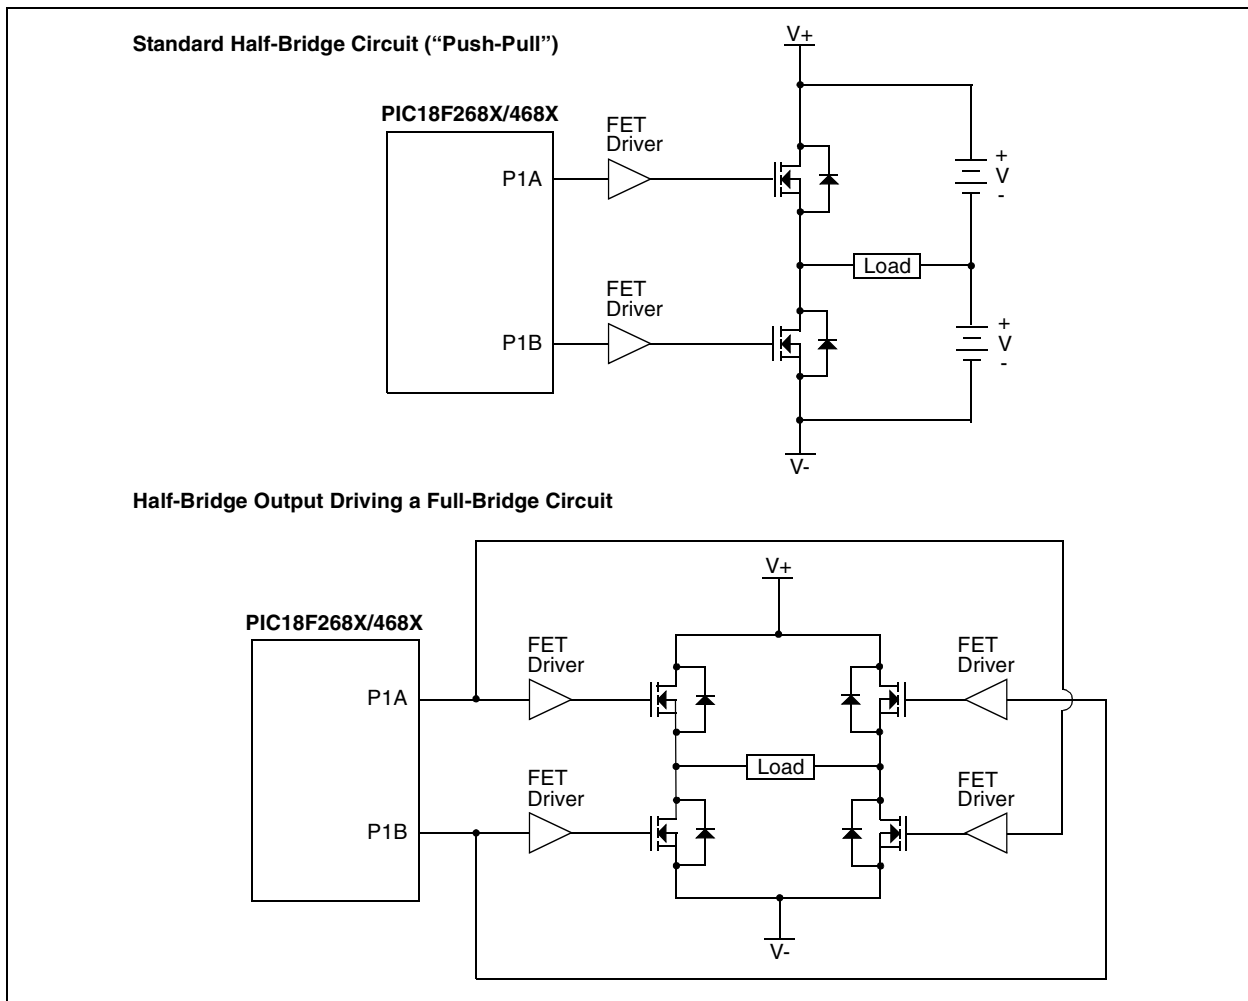 Standard Half-Bridge Circuit (“Push-Pull”)
V+
PIC18F268X/468X
FET
Driver
P1A
+
V
-
Load
FET
Driver
P1B
+
V
-
V-
Half-Bridge Output Driving a Full-Bridge Circuit
V+
PIC18F268X/468X
FET
Driver
FET
Driver
P1A
Load
FET
Driver
FET
Driver
P1B
V-